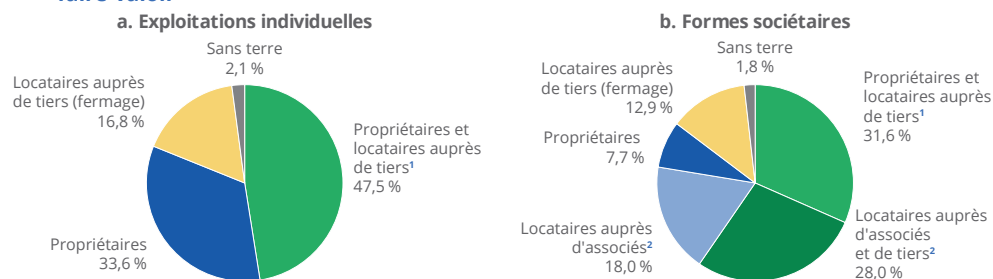 a. Exploitations individuelles
Sans terre
2,1 %
Locataires auprès
de tiers (fermage)
16,8 %
Propriétaires et
locataires auprès
de tiers¹
47,5 %
Propriétaires
33,6 %
b. Formes sociétaires
Sans terre
1,8 %
Locataires auprès
de tiers (fermage)
12,9 %
Propriétaires et
locataires auprès
de tiers¹
31,6 %
Propriétaires
7,7 %
Locataires auprès
d'associés²
18,0 %
Locataires auprès
d'associés
et de tiers²
28,0 %